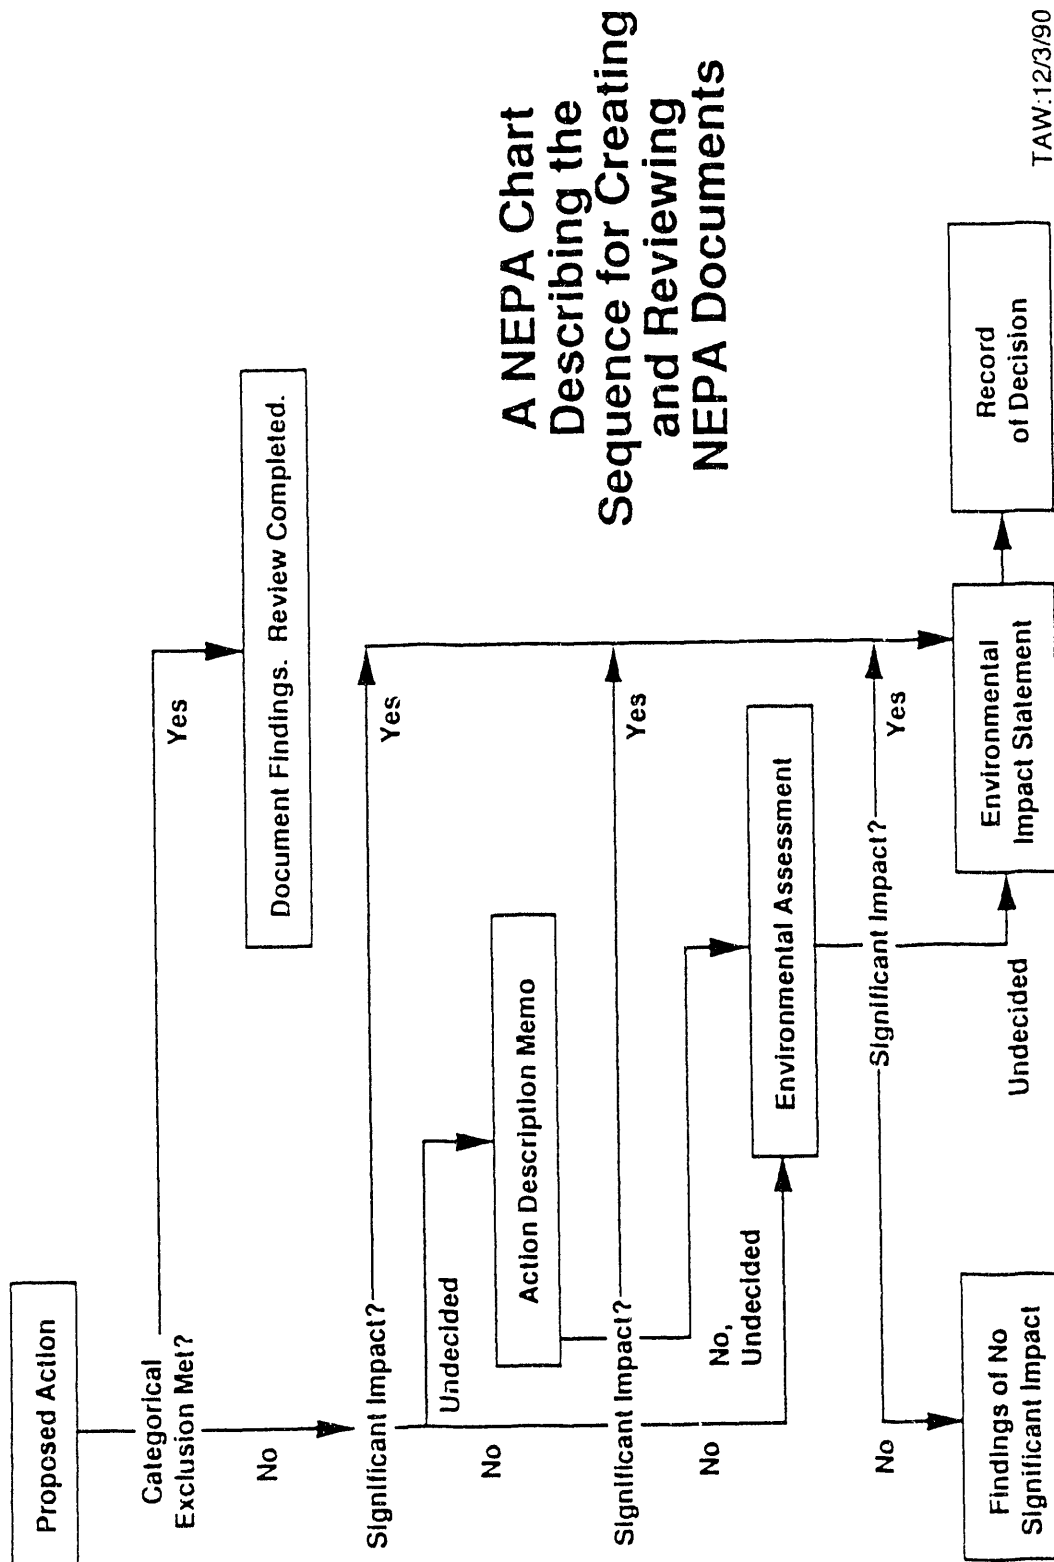 Proposed Action
Categorical
Exclusion Met?
Yes
No
Document Findings. Review Completed.
Significant Impact?
Yes
Undecided
No
Action Description Memo
Significant Impact?
Yes
No,
Undecided
No
Environmental Assessment
Significant Impact?
Yes
No
Undecided
Findings of No
Significant Impact
Environmental
Impact Statement
Record
of Decision
A NEPA Chart
Describing the
Sequence for Creating
and Reviewing
NEPA Documents
TAW:12/3/90